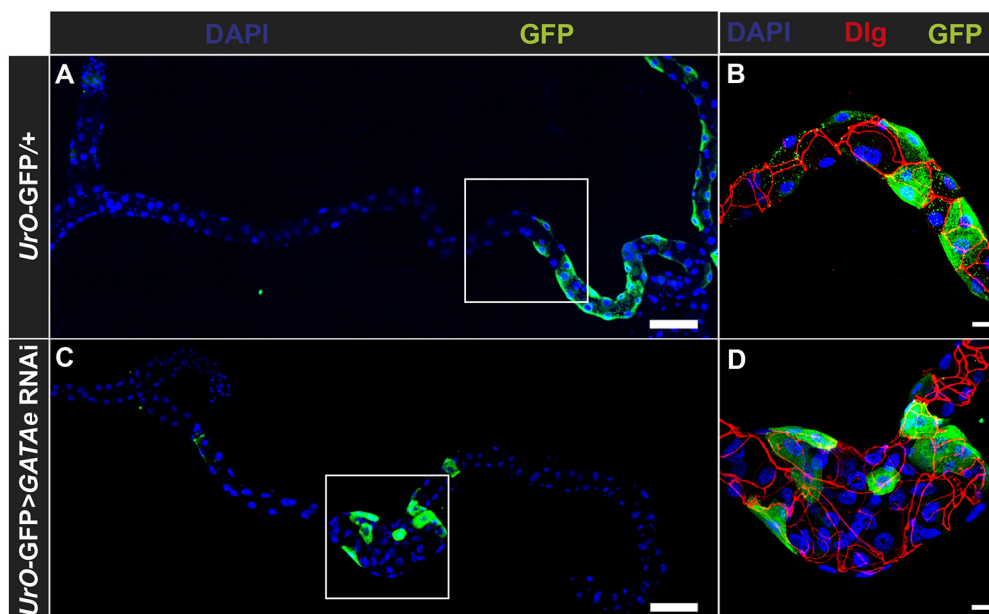 DAPI GFP DAPI Dlg GFP
UrO-GFP/+
A B
UrO-GFP>GATAe RNAi
C D